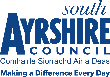 south
AYRSHIRE
COUNCIL
Comhairle Siorrachd Àir a Deas
Making a Difference Every Day